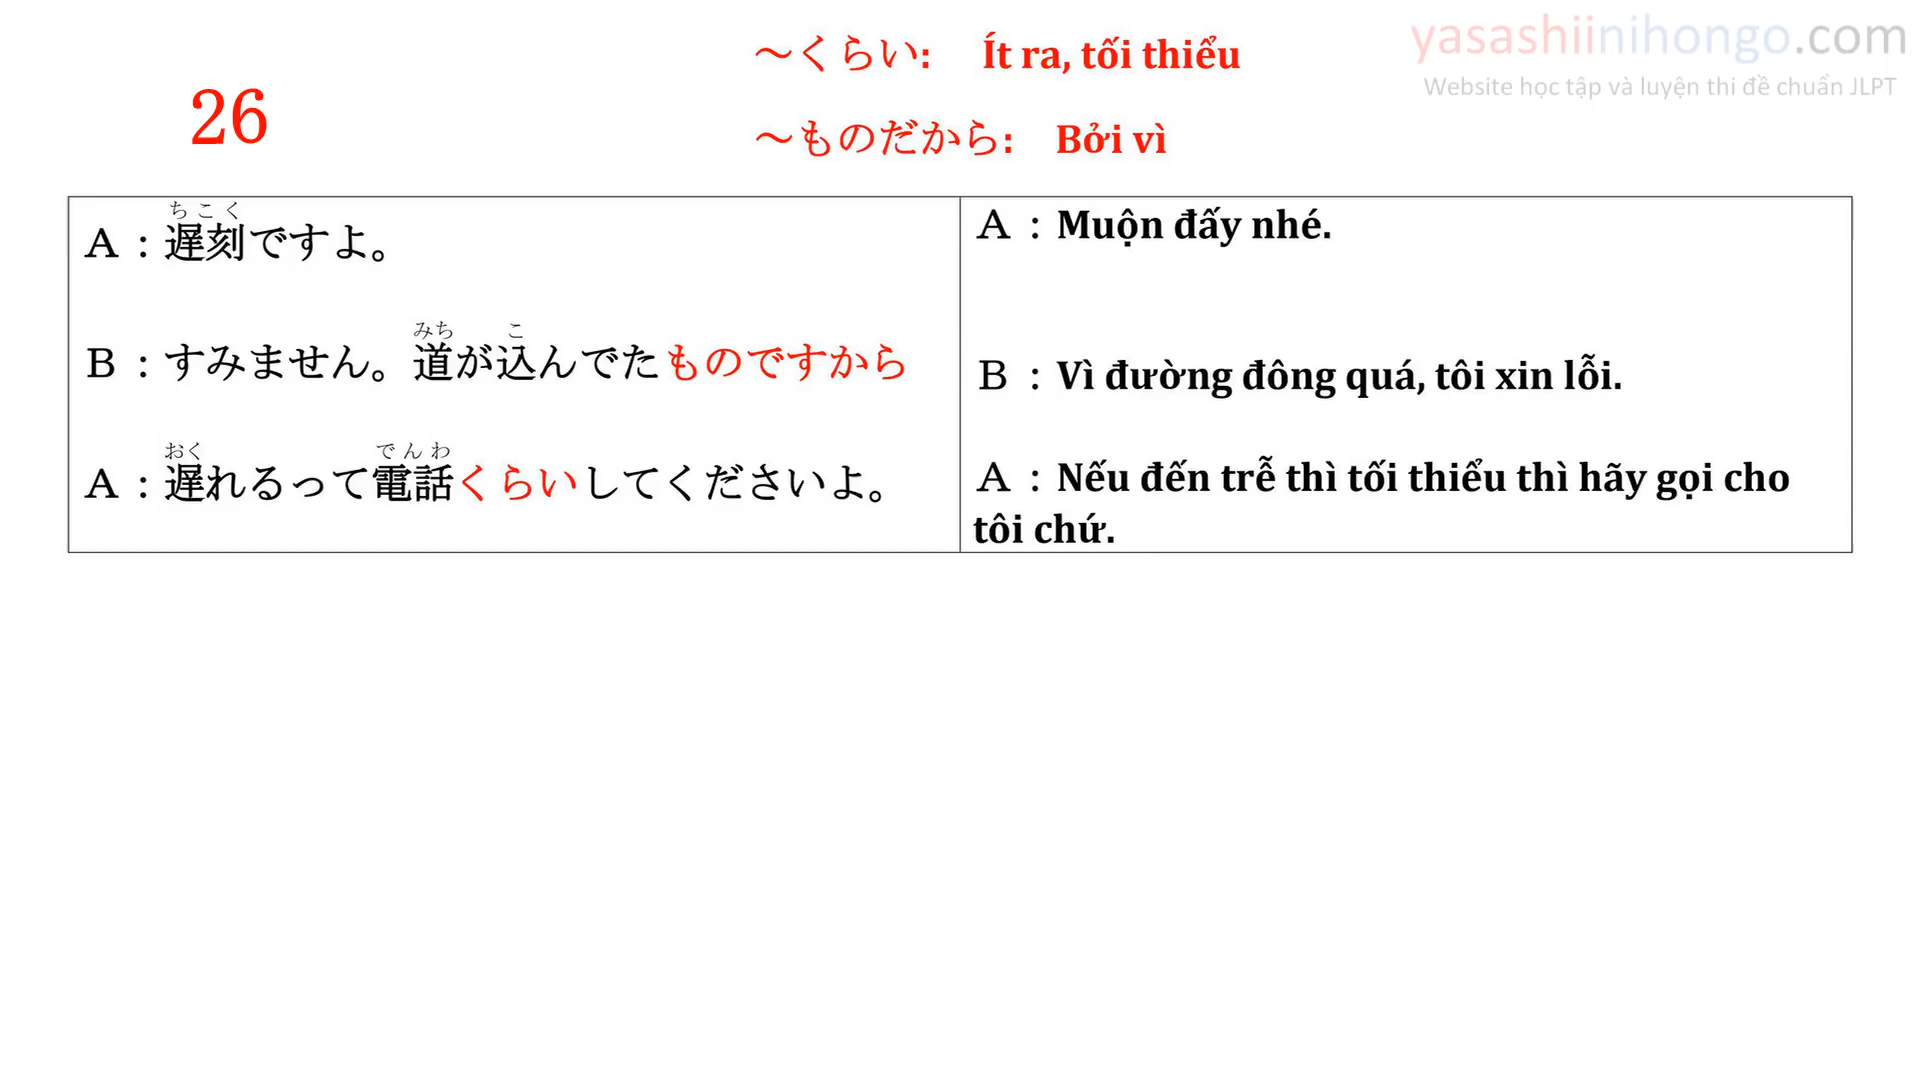 yasashiinihongo.com
Website học tập và luyện thi đề chuẩn JLPT
26
～くらい: Ít ra, tối thiểu
～ものだから: Bởi vì
ちこく
A：遅刻ですよ。
みち こ
B：すみません。道が込んでたものですから
おく でんわ
A：遅れるって電話くらいしてくださいよ。
A：Muộn đấy nhé.
B：Vì đường đông quá, tôi xin lỗi.
A：Nếu đến trễ thì tối thiểu thì hãy gọi cho
tôi chứ.